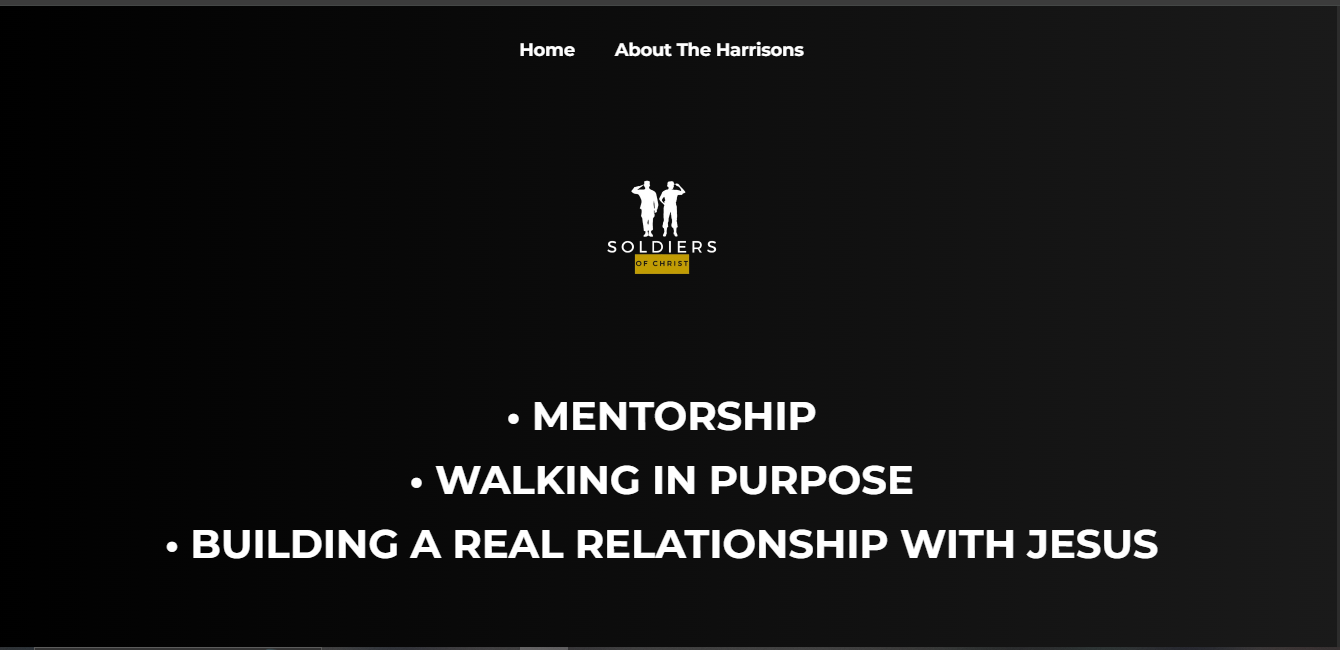 Home About The Harrisons
SOLDIERS
OF CHRIST
• MENTORSHIP
• WALKING IN PURPOSE
• BUILDING A REAL RELATIONSHIP WITH JESUS